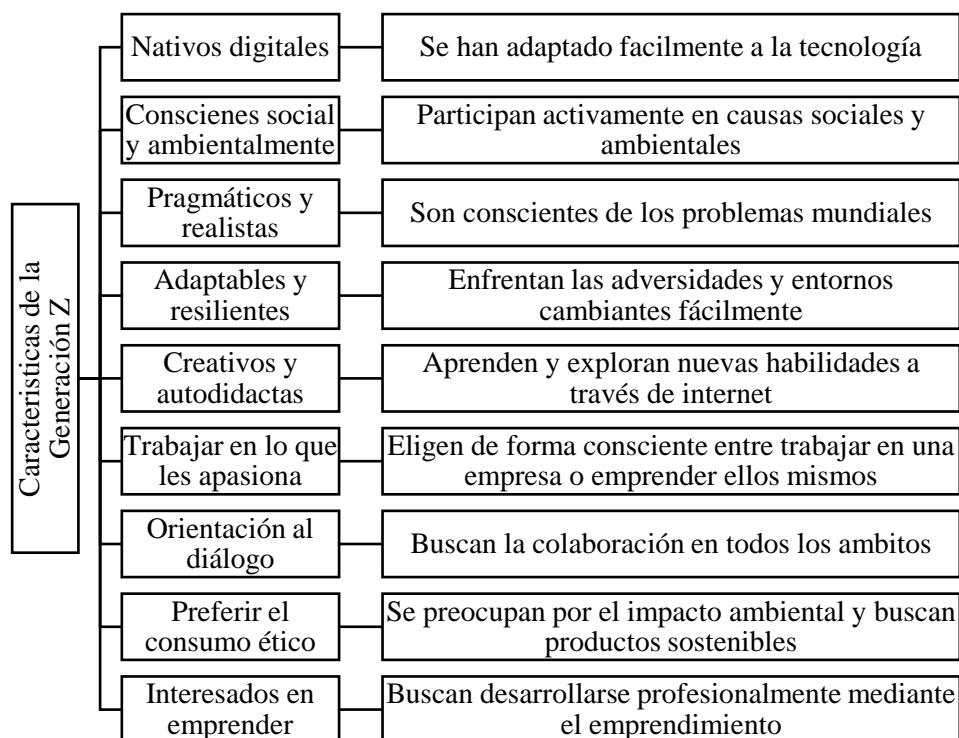 Caracteristicas de la
Generación Z
Nativos digitales
Se han adaptado facilmente a la tecnología
Conscienes social
y ambientalmente
Participan activamente en causas sociales y
ambientales
Pragmáticos y
realistas
Son conscientes de los problemas mundiales
Adaptables y
resilientes
Enfrentan las adversidades y entornos
cambiantes fácilmente
Creativos y
autodidactas
Aprenden y exploran nuevas habilidades a
través de internet
Trabajar en lo que
les apasiona
Eligen de forma consciente entre trabajar en una
empresa o emprender ellos mismos
Orientación al
diálogo
Buscan la colaboración en todos los ambitos
Preferir el
consumo ético
Se preocupan por el impacto ambiental y buscan
productos sostenibles
Interesados en
emprender
Buscan desarrollarse profesionalmente mediante
el emprendimiento